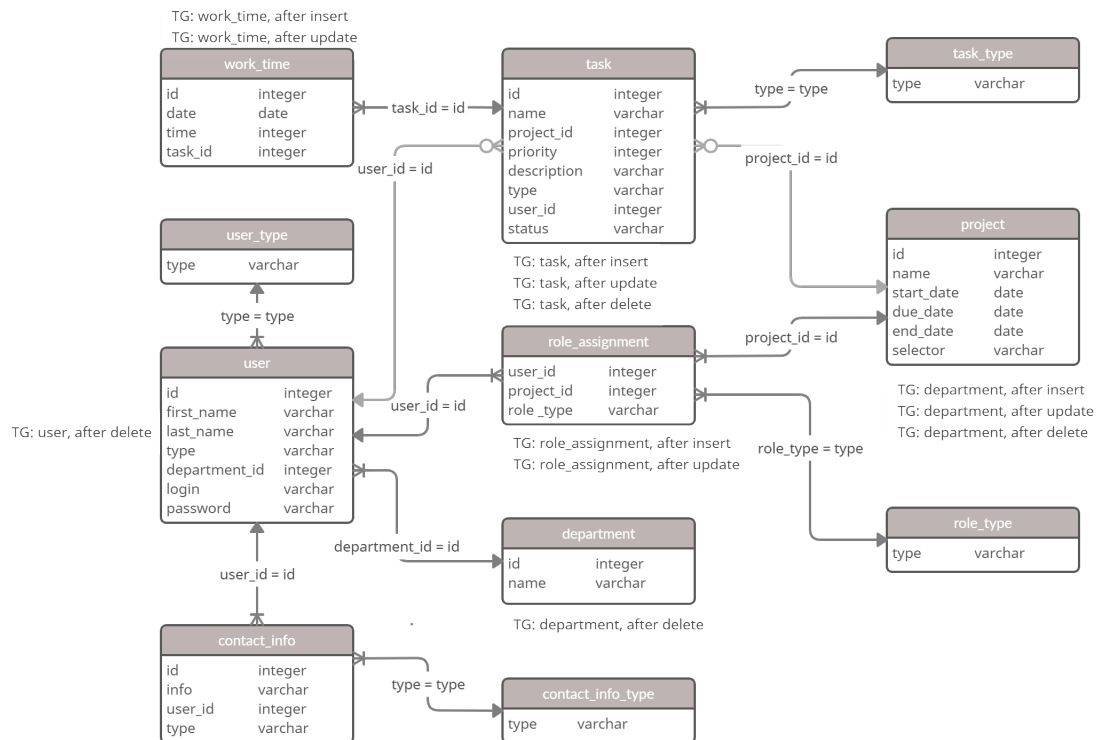 TG: work_time, after insert
TG: work_time, after update
work_time
id integer
date date
time integer
task_id integer
task_id = id
task
id integer
name varchar
project_id integer
priority integer
description varchar
type varchar
user_id integer
status varchar
TG: task, after insert
TG: task, after update
TG: task, after delete
type = type
task_type
type varchar
user_id = id
project_id = id
project
id integer
name varchar
start_date date
due_date date
end_date date
selector varchar
TG: department, after insert
TG: department, after update
TG: department, after delete
user_type
type varchar
type = type
user
id integer
first_name varchar
last_name varchar
type varchar
department_id integer
login varchar
password varchar
TG: user, after delete
user_id = id
role_assignment
user_id integer
project_id integer
role _type varchar
TG: role_assignment, after insert
TG: role_assignment, after update
project_id = id
role_type = type
role_type
type varchar
department_id = id
department
id integer
name varchar
TG: department, after delete
user_id = id
contact_info
id integer
info varchar
user_id integer
type varchar
type = type
contact_info_type
type varchar